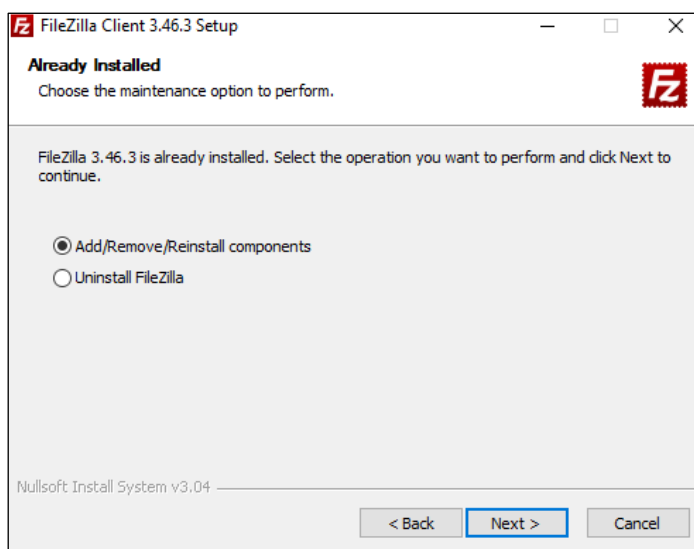 FileZilla Client 3.46.3 Setup
Already Installed
Choose the maintenance option to perform.
Fz
FileZilla 3.46.3 is already installed. Select the operation you want to perform and click Next to
continue.
Add/Remove/Reinstall components
Uninstall FileZilla
Nullsoft Install System v3.04
< Back Next > Cancel